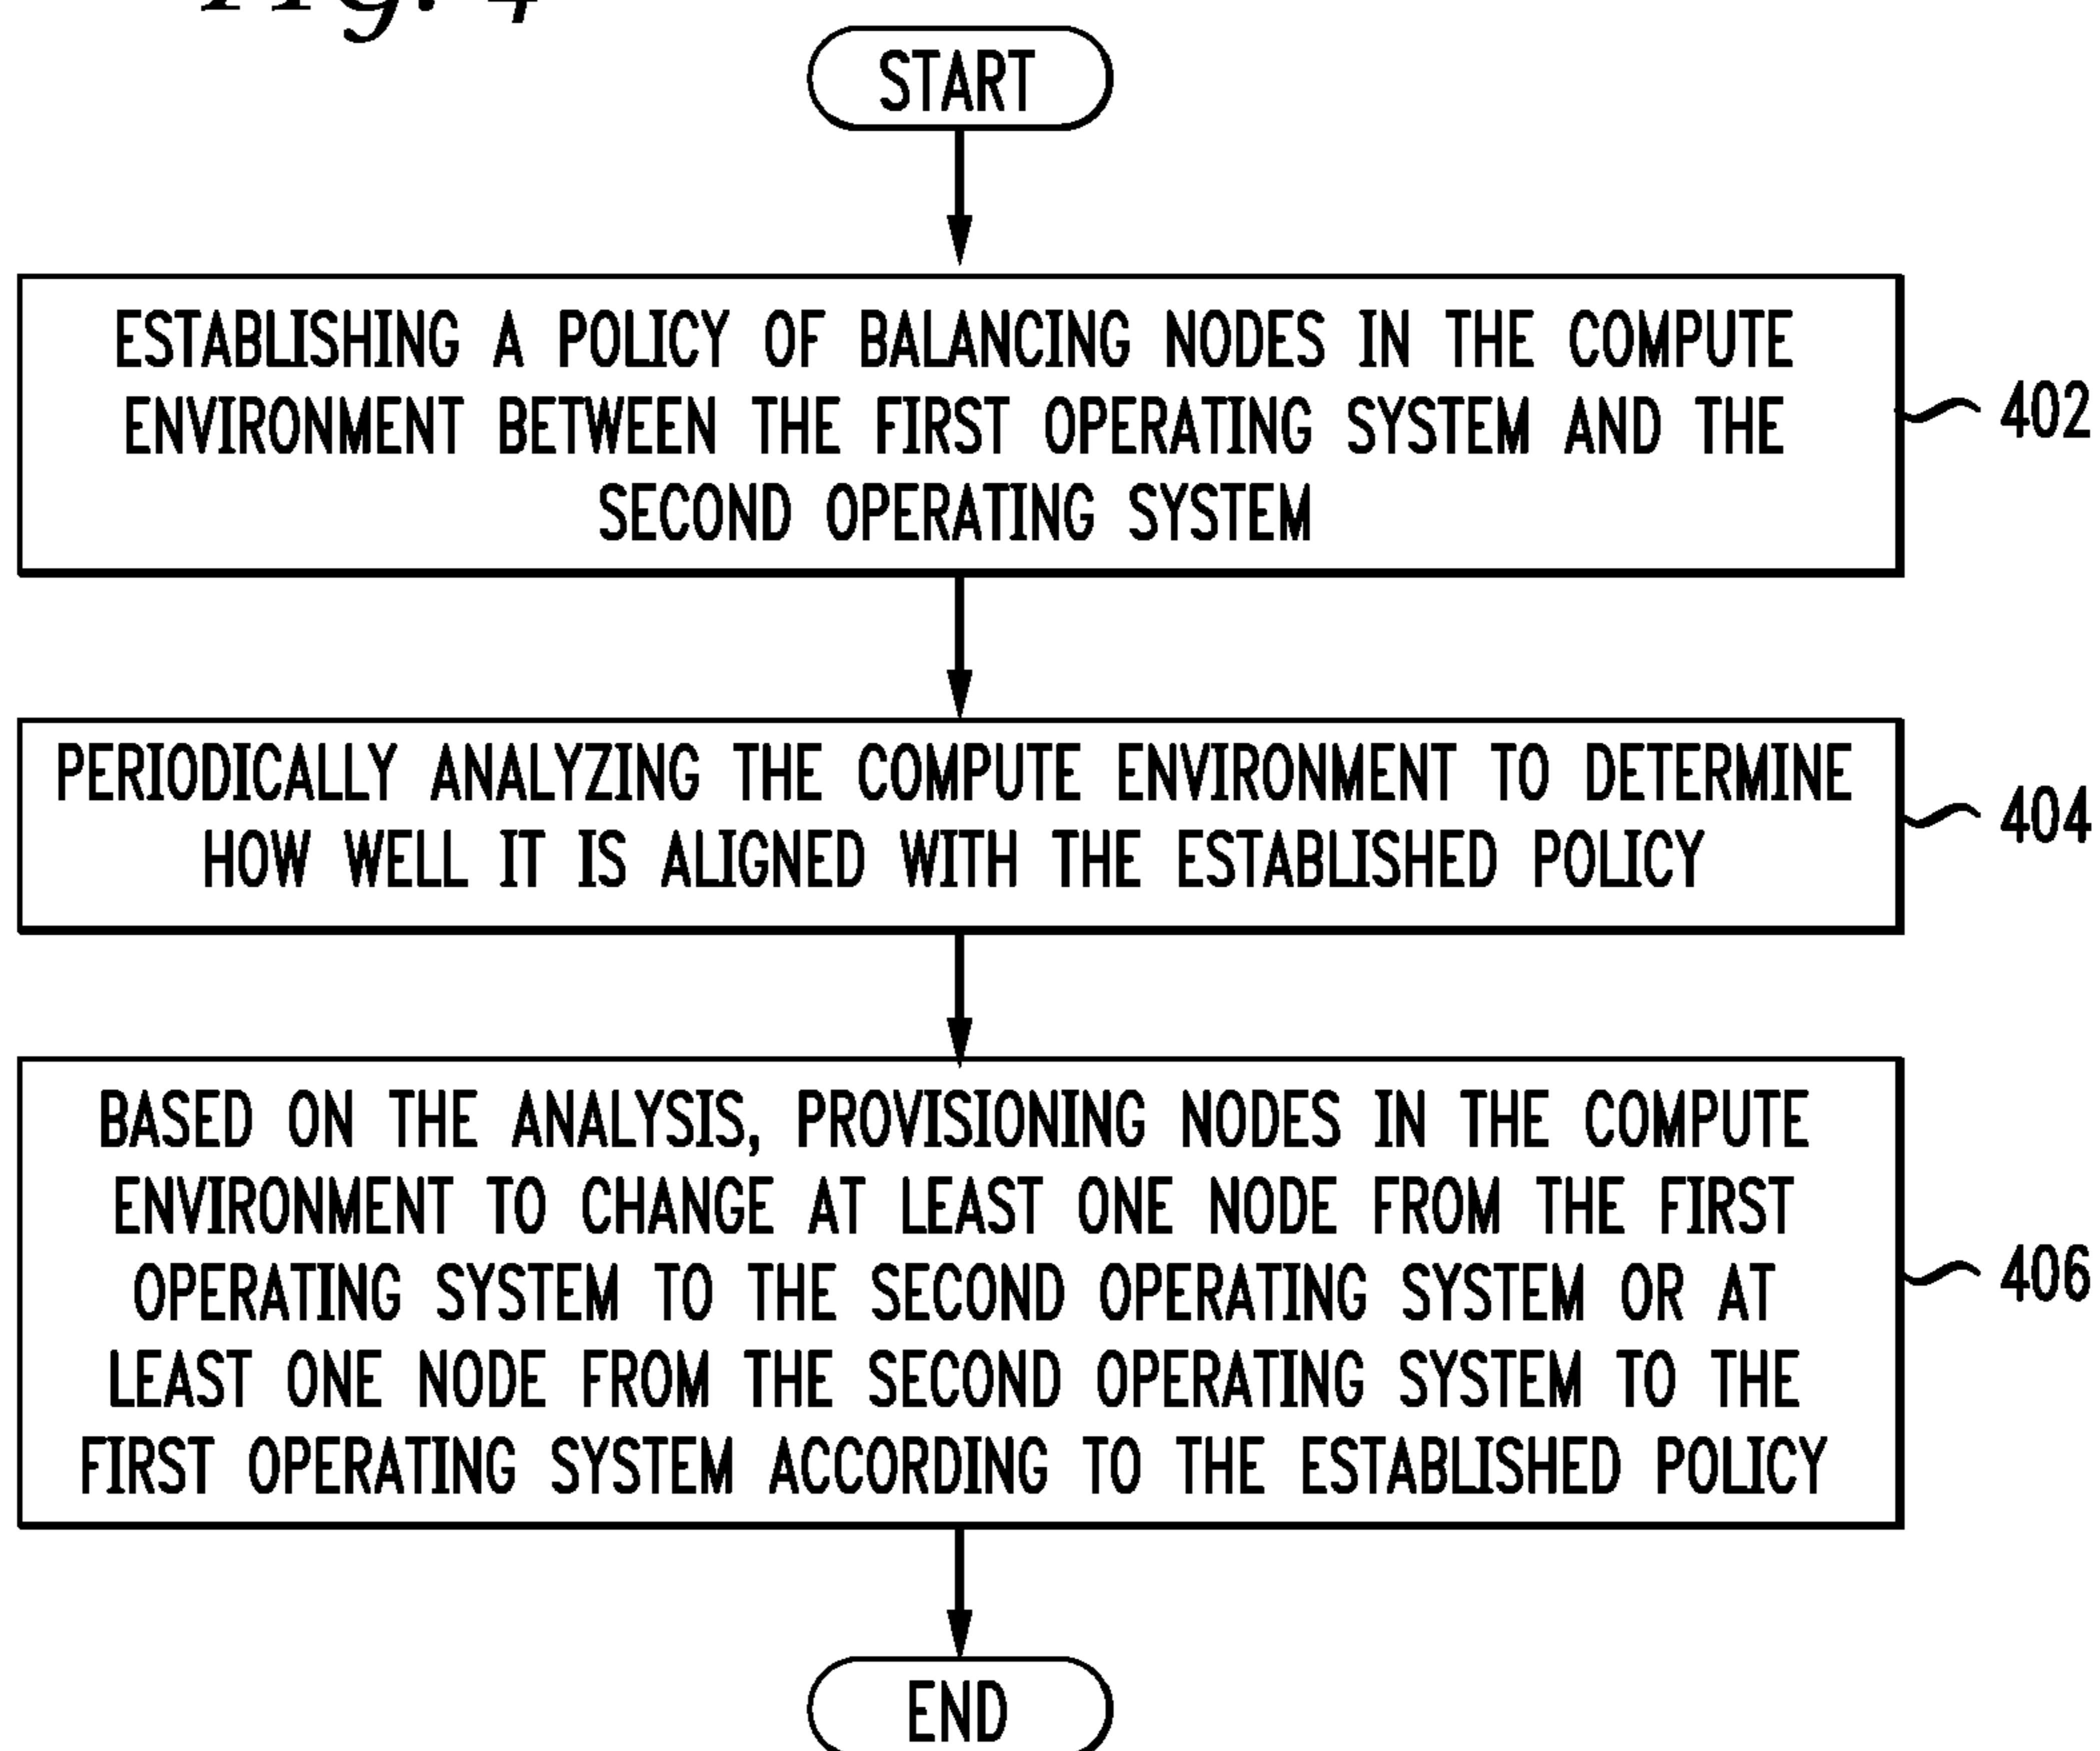 Fig. 4
START
ESTABLISHING A POLICY OF BALANCING NODES IN THE COMPUTE
ENVIRONMENT BETWEEN THE FIRST OPERATING SYSTEM AND THE
SECOND OPERATING SYSTEM
402
PERIODICALLY ANALYZING THE COMPUTE ENVIRONMENT TO DETERMINE
HOW WELL IT IS ALIGNED WITH THE ESTABLISHED POLICY
404
BASED ON THE ANALYSIS, PROVISIONING NODES IN THE COMPUTE
ENVIRONMENT TO CHANGE AT LEAST ONE NODE FROM THE FIRST
OPERATING SYSTEM TO THE SECOND OPERATING SYSTEM OR AT
LEAST ONE NODE FROM THE SECOND OPERATING SYSTEM TO THE
FIRST OPERATING SYSTEM ACCORDING TO THE ESTABLISHED POLICY
406
END